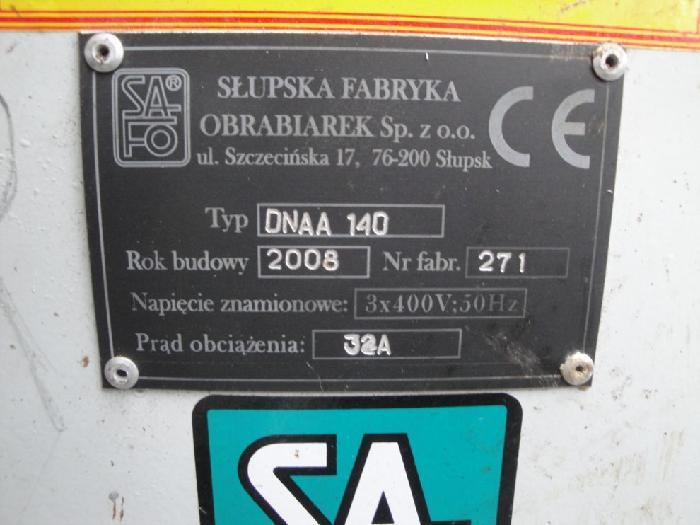 SA® SŁUPSKA FABRYKA
FO OBRABIAREK Sp. z o.o. CE
ul. Szczecińska 17, 76-200 Słupsk
Typ DNAA 140
Rok budowy 2008 Nr fabr. 271
Napięcie znamionowe: 3x400V;50Hz
Prąd obciążenia: 32A
SA